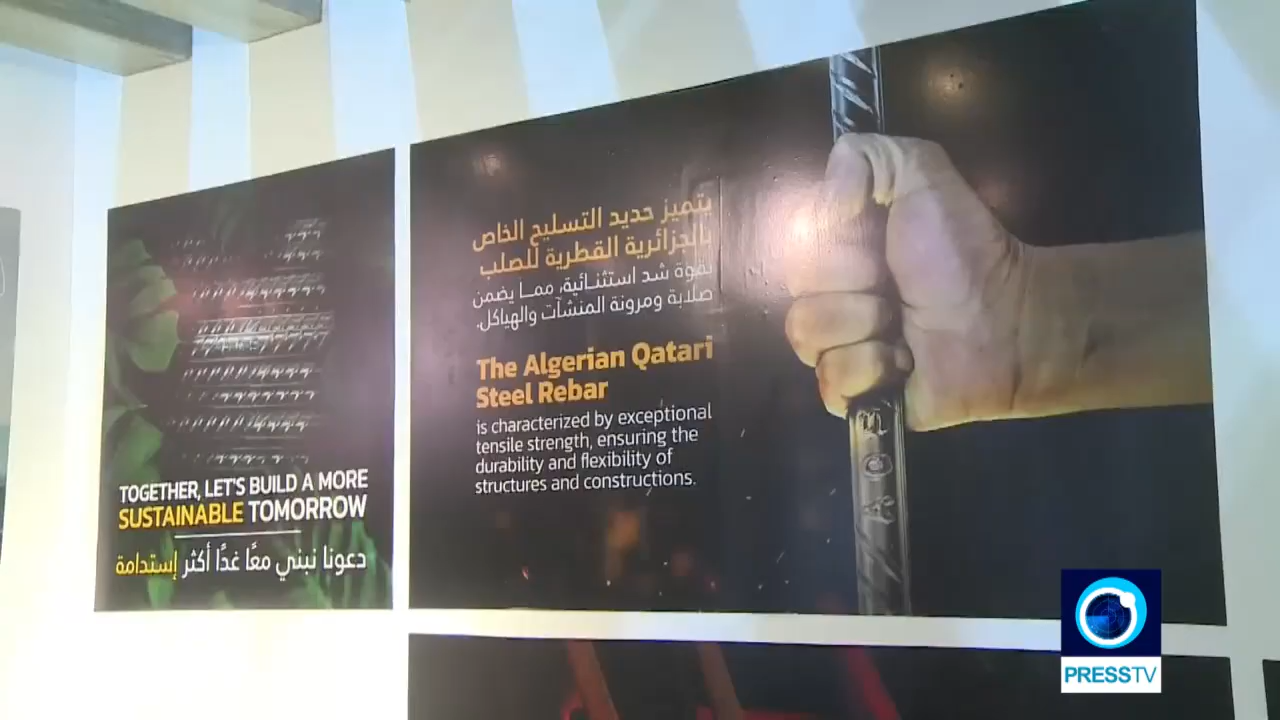 TOGETHER, LET'S BUILD A MORE
SUSTAINABLE TOMORROW
دعونا نبني معًا غدًا أكثر إستدامة
يتميز حديد التسليح الخاص
بالجزائرية القطرية للصلب
بقوة شد استثنائية، مما يضمن
صلابة ومرونة المنشآت والهياكل.
The Algerian Qatari
Steel Rebar
is characterized by exceptional
tensile strength, ensuring the
durability and flexibility of
structures and constructions.
PRESSTV